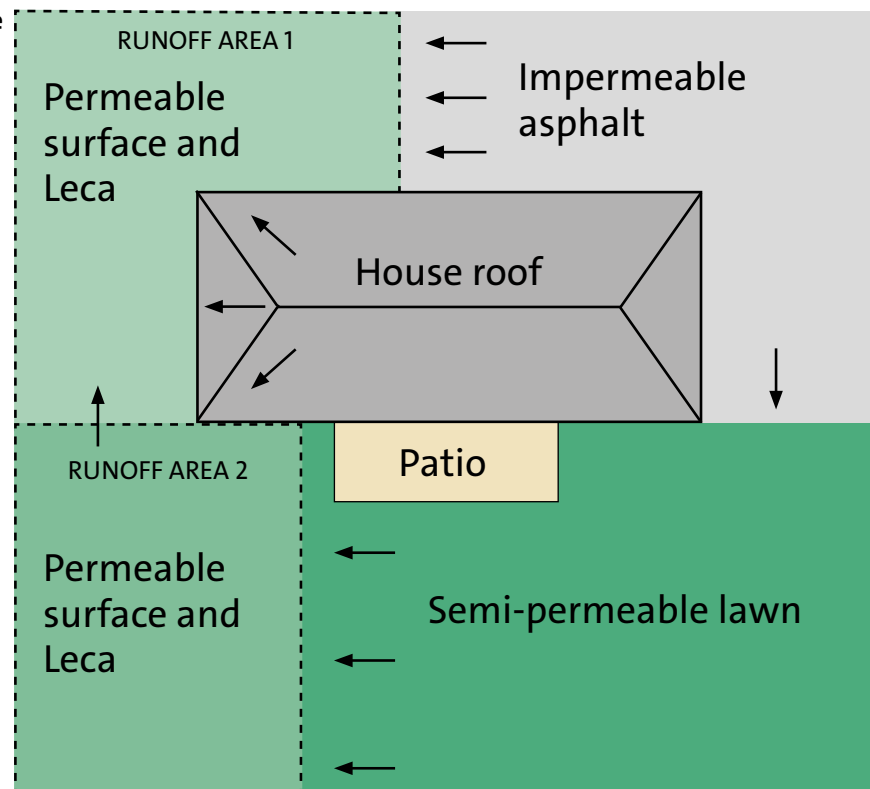 e
RUNOFF AREA 1
Permeable
surface and
Leca
Impermeable
asphalt
House roof
Patio
RUNOFF AREA 2
Permeable
surface and
Leca
Semi-permeable lawn